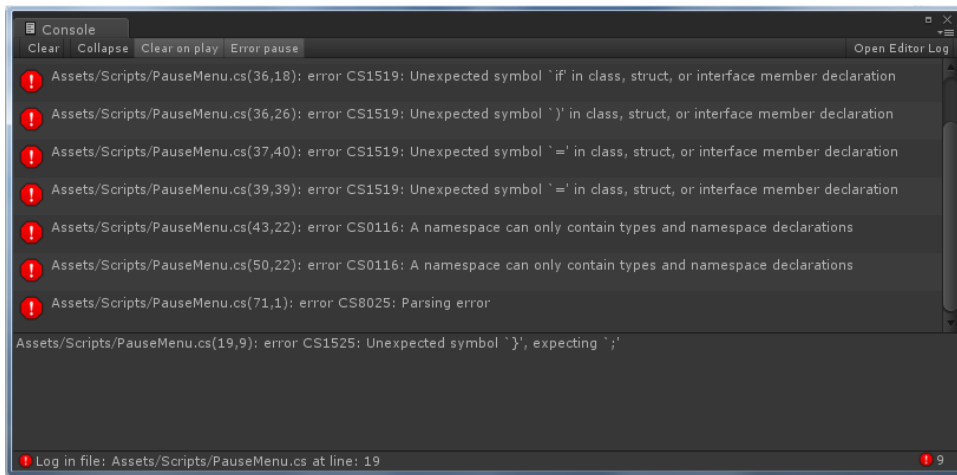 Console
Clear Collapse Clear on play Error pause Open Editor Log
Assets/Scripts/PauseMenu.cs(36,18): error CS1519: Unexpected symbol `if' in class, struct, or interface member declaration
Assets/Scripts/PauseMenu.cs(36,26): error CS1519: Unexpected symbol `)' in class, struct, or interface member declaration
Assets/Scripts/PauseMenu.cs(37,40): error CS1519: Unexpected symbol `=' in class, struct, or interface member declaration
Assets/Scripts/PauseMenu.cs(39,39): error CS1519: Unexpected symbol `=' in class, struct, or interface member declaration
Assets/Scripts/PauseMenu.cs(43,22): error CS0116: A namespace can only contain types and namespace declarations
Assets/Scripts/PauseMenu.cs(50,22): error CS0116: A namespace can only contain types and namespace declarations
Assets/Scripts/PauseMenu.cs(71,1): error CS8025: Parsing error
Assets/Scripts/PauseMenu.cs(19,9): error CS1525: Unexpected symbol `}', expecting `;'
Log in file: Assets/Scripts/PauseMenu.cs at line: 19 9